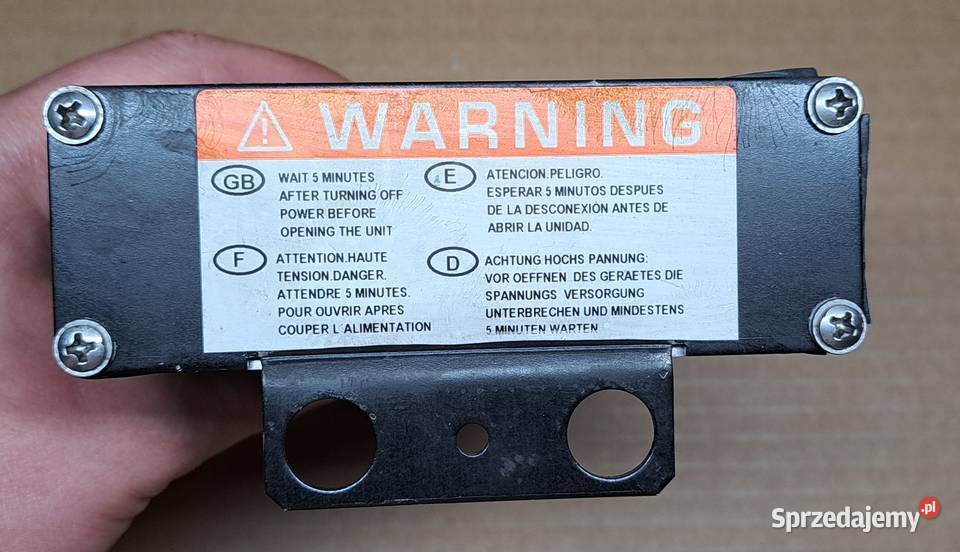 WARNING
GB
WAIT 5 MINUTES
AFTER TURNING OFF
POWER BEFORE
OPENING THE UNIT
E
ATENCION.PELIGRO.
ESPERAR 5 MINUTOS DESPUES
DE LA DESCONEXIÓN ANTES DE
ABRIR LA UNIDAD.
F
ATTENTION.HAUTE
TENSION.DANGER.
ATTENDRE 5 MINUTES.
POUR OUVRIR APRES
COUPER L ALIMENTATION
D
ACHTUNG HOCHS PANNUNG:
VOR OEFFNEN DES GERAETES DIE
SPANNUNGS VERSORGUNG
UNTERBRECHEN UND MINDESTENS
5 MINUTEN WARTEN
Sprzedajemy.pl